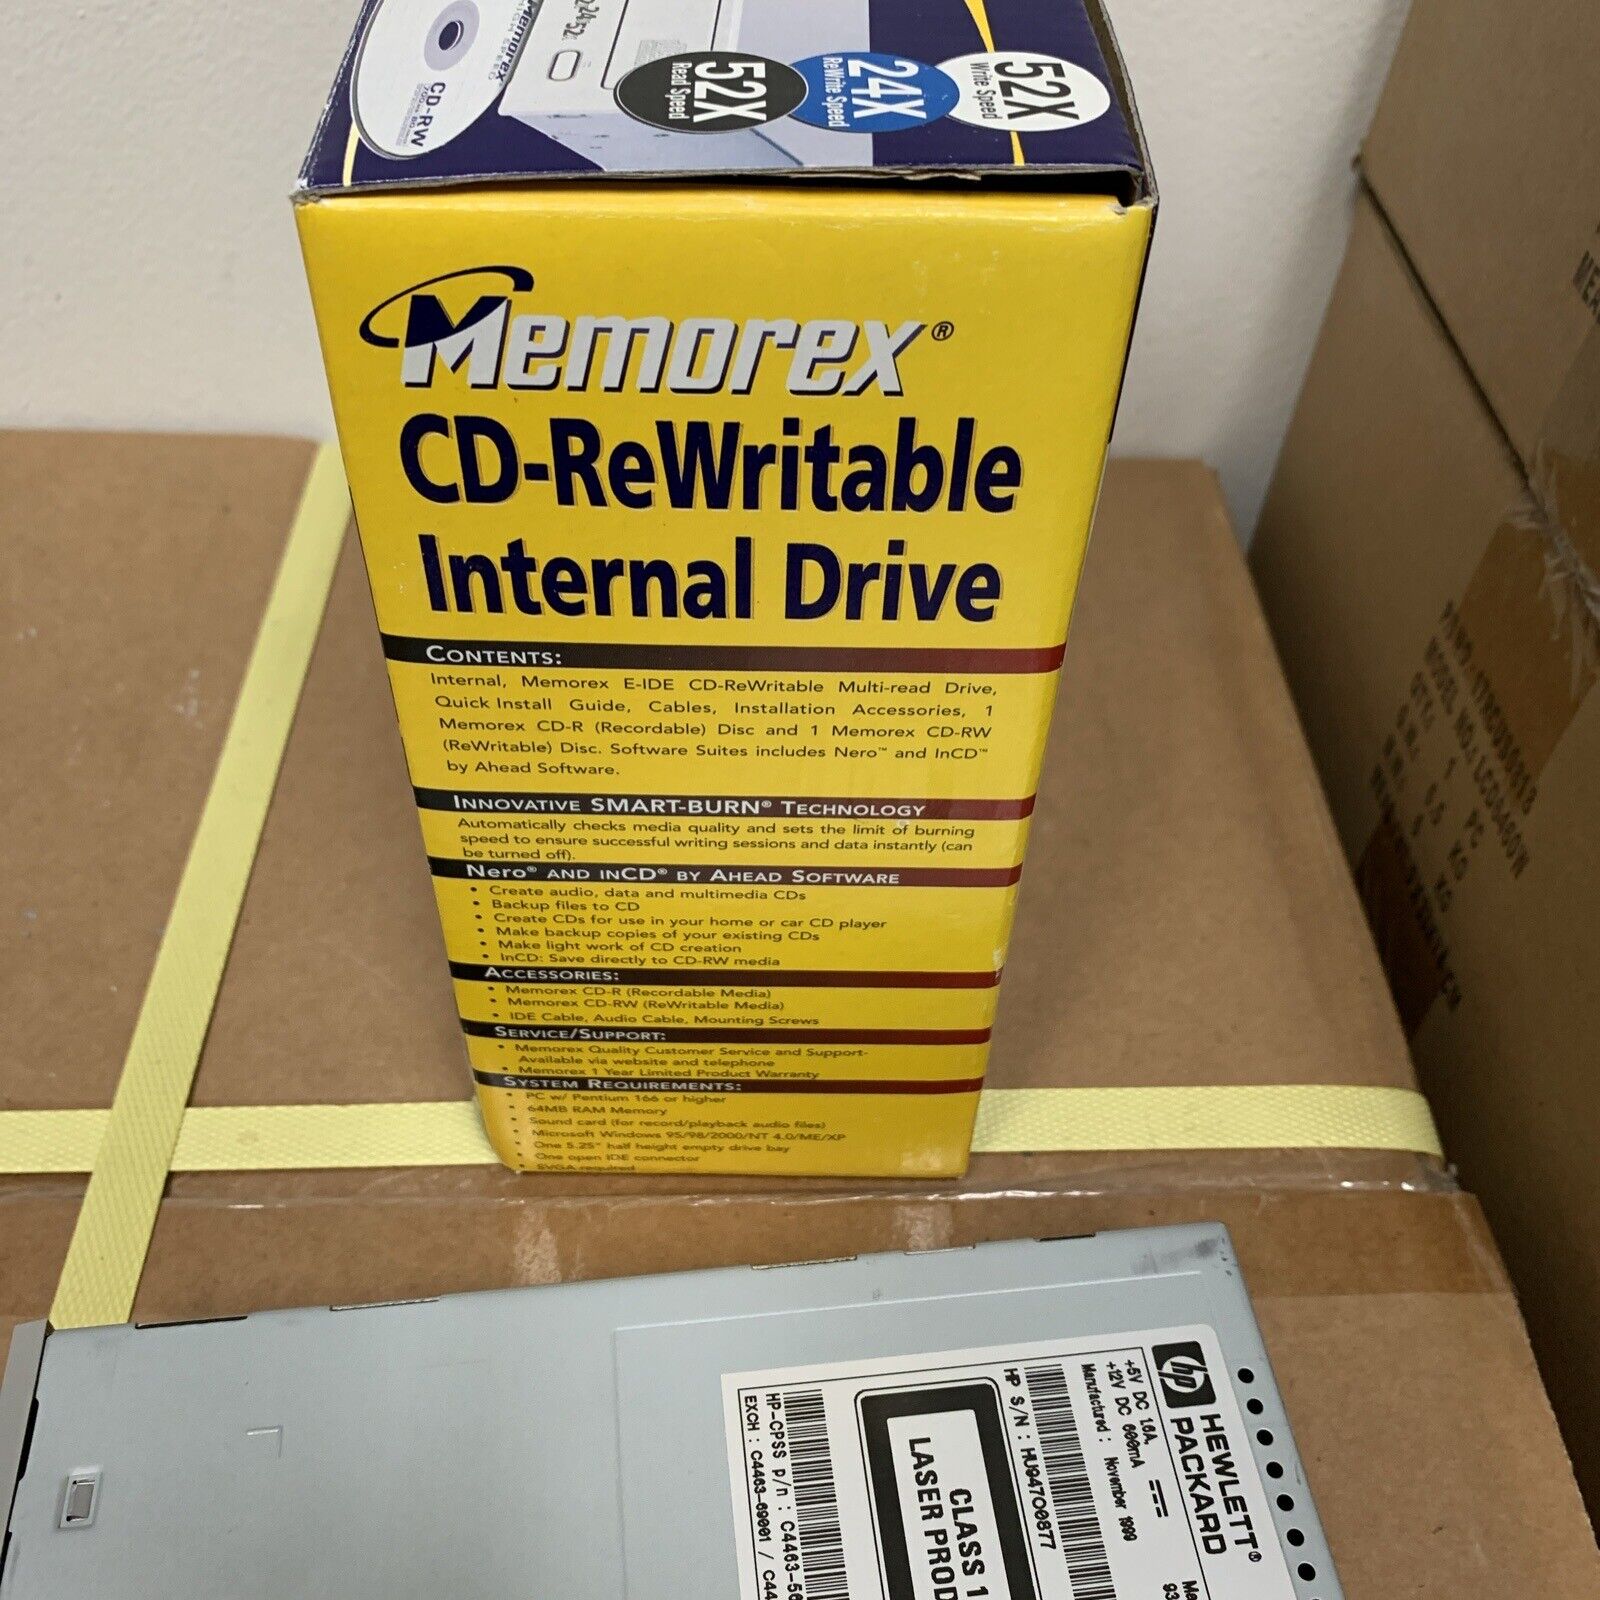 52X
Write Speed
24X
ReWrite Speed
52X
Read Speed
Memorex
CD-RW
Memorex®
CD-ReWritable
Internal Drive
CONTENTS:
Internal, Memorex E-IDE CD-ReWritable Multi-read Drive,
Quick Install Guide, Cables, Installation Accessories, 1
Memorex CD-R (Recordable) Disc and 1 Memorex CD-RW
(ReWritable) Disc. Software Suites includes Nero™ and InCD™
by Ahead Software.
INNOVATIVE SMART-BURN® TECHNOLOGY
Automatically checks media quality and sets the limit of burning
speed to ensure successful writing sessions and data instantly (can
be turned off).
Nero® AND INCD® BY AHEAD SOFTWARE
• Create audio, data and multimedia CDs
• Backup files to CD
• Create CDs for use in your home or car CD player
• Make backup copies of your existing CDs
• Make light work of CD creation
• InCD: Save directly to CD-RW media
ACCESSORIES:
• Memorex CD-R (Recordable Media)
• Memorex CD-RW (ReWritable Media)
• IDE Cable, Audio Cable, Mounting Screws
SERVICE/SUPPORT:
• Memorex Quality Customer Service and Support-
Available via website and telephone
• Memorex 1 Year Limited Product Warranty
SYSTEM REQUIREMENTS:
• PC w/ Pentium 166 or higher
• 64MB RAM Memory
• Sound card (for record/playback audio files)
• Microsoft Windows 95/98/2000/NT 4.0/ME/XP
• One 5.25" half height empty drive bay
• One open IDE connector
• SVGA required
hp HEWLETT®
PACKARD
+5V DC 1.6A,
+12V DC 600mA
Manufactured: November 1999
HP S/N: HU94700877
CLASS 1
LASER PROD
HP-CPSS p/n: C4463-56
EXCH: C4463-69001 / C44
MODEL NO.: LCD0480W
QTY: 1 PC